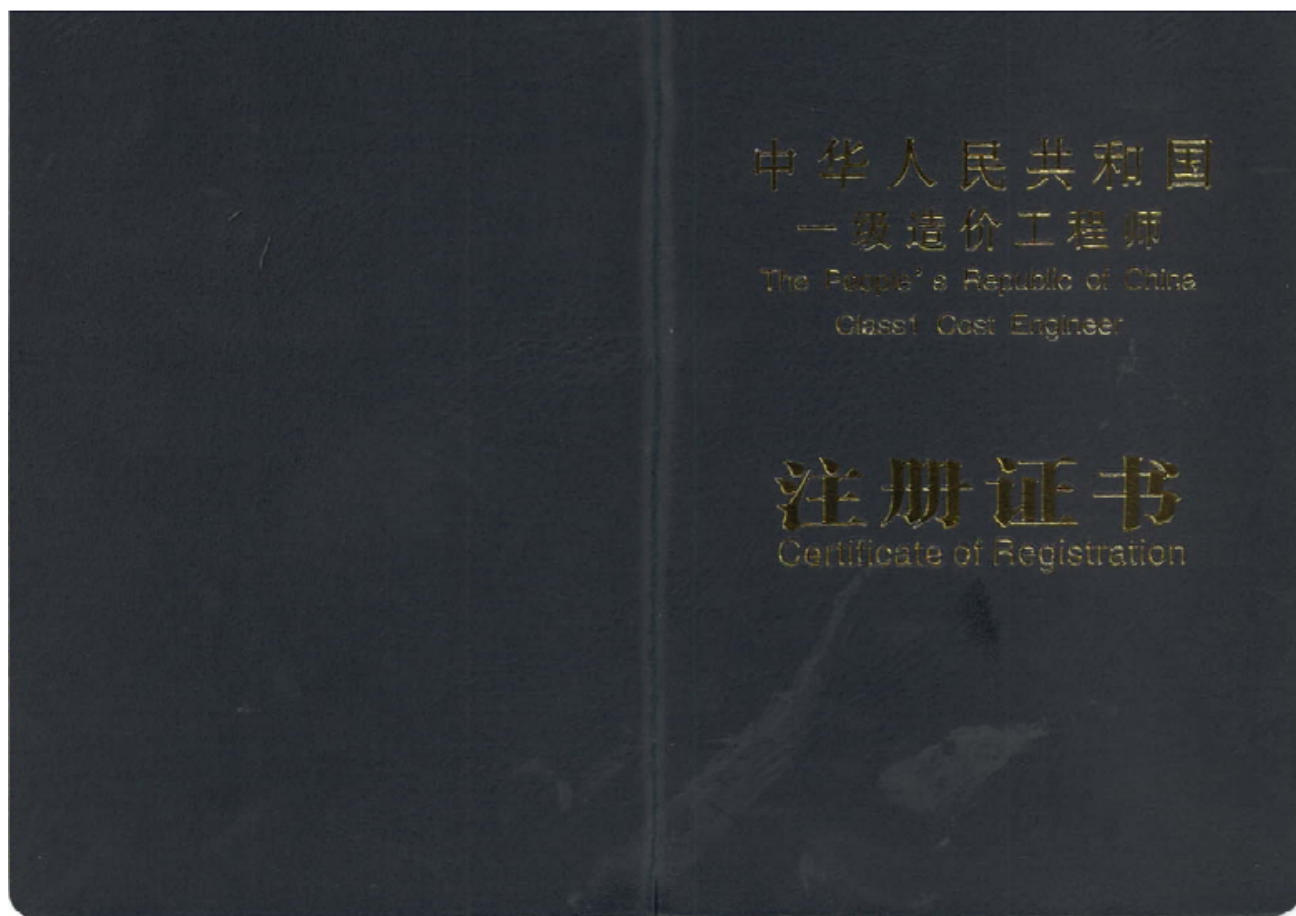 中华人民共和国
一级造价工程师
The People's Republic of China
Class1 Cost Engineer
注册证书
Certificate of Registration